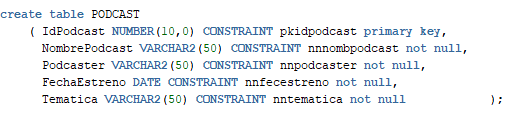 create table PODCAST
( IdPodcast NUMBER(10,0) CONSTRAINT pkidpodcast primary key,
NombrePodcast VARCHAR2(50) CONSTRAINT nnnombpodcast not null,
Podcaster VARCHAR2(50) CONSTRAINT nnpodcaster not null,
FechaEstreno DATE CONSTRAINT nnfecestreno not null,
Tematica VARCHAR2(50) CONSTRAINT nntematica not null );